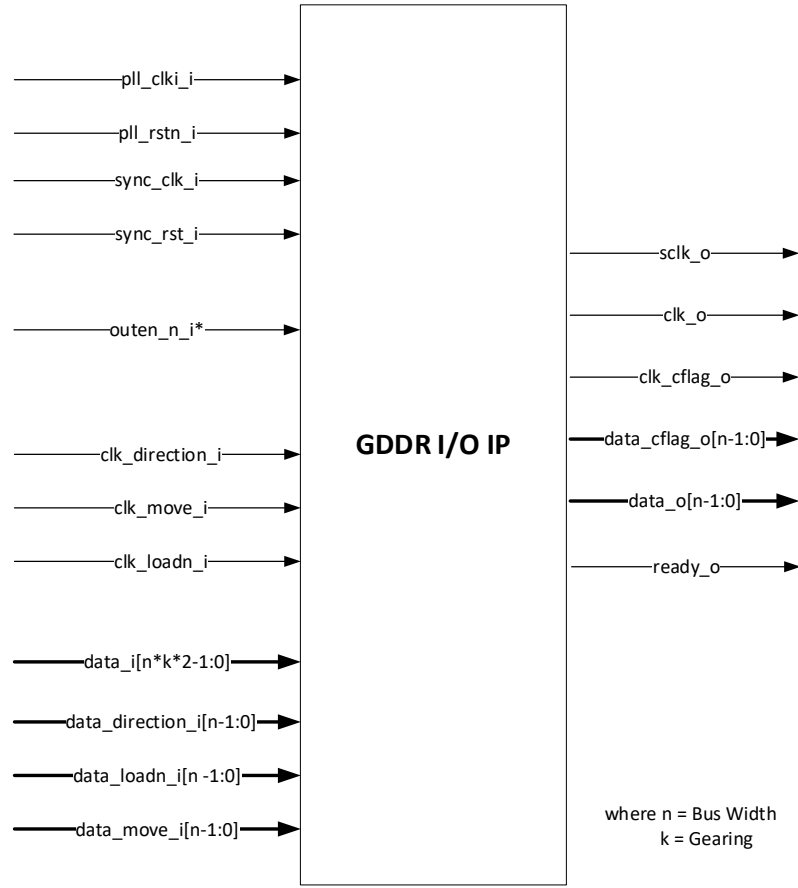 pll_clki_i
pll_rstn_i
sync_clk_i
sync_rst_i
outen_n_i*
clk_direction_i
clk_move_i
clk_loadn_i
data_i[n*k*2-1:0]
data_direction_i[n-1:0]
data_loadn_i[n -1:0]
data_move_i[n-1:0]
GDDR I/O IP
sclk_o
clk_o
clk_cflag_o
data_cflag_o[n-1:0]
data_o[n-1:0]
ready_o
where n = Bus Width
k = Gearing